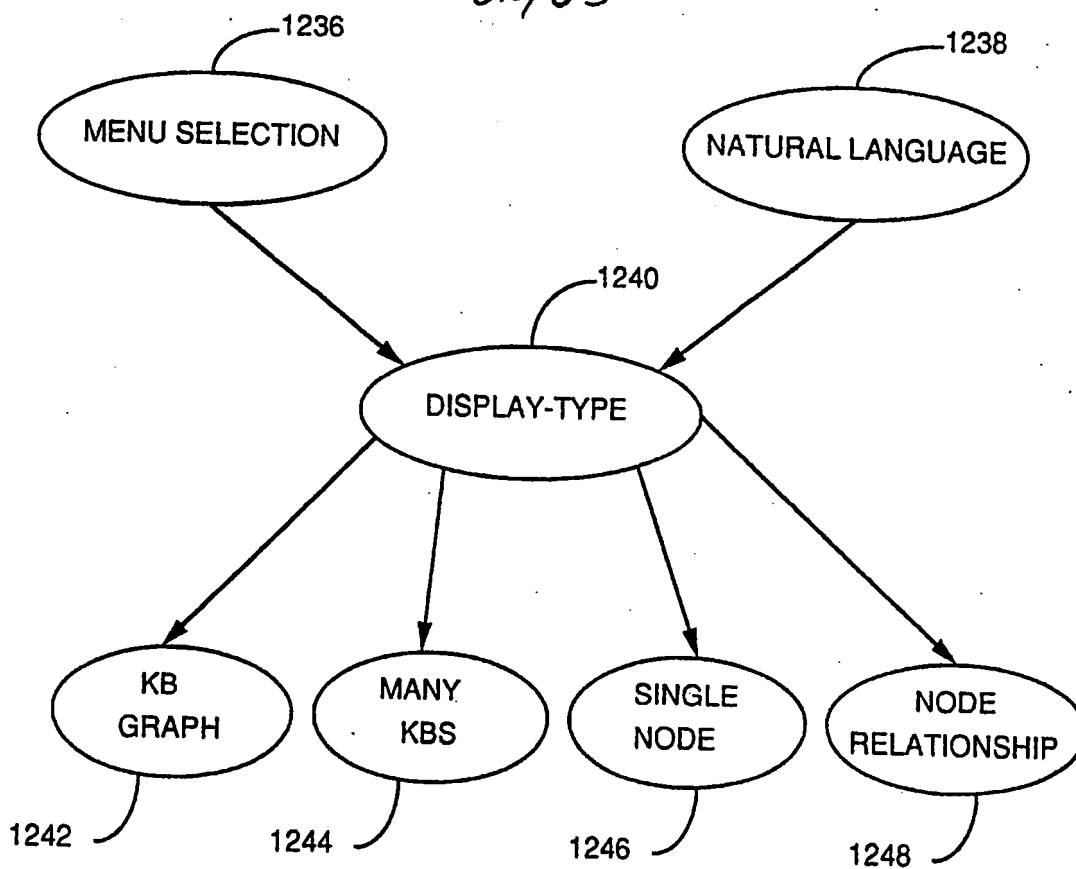 1236
1238
MENU SELECTION
NATURAL LANGUAGE
1240
DISPLAY-TYPE
KB
GRAPH
MANY
KBS
SINGLE
NODE
NODE
RELATIONSHIP
1242
1244
1246
1248